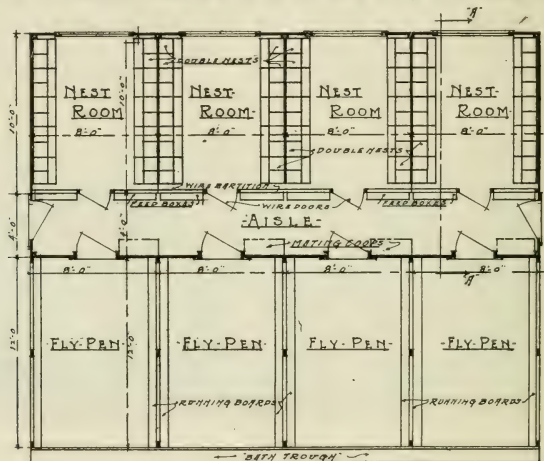 "A"
DOUBLE NESTS
NEST ROOM
NEST ROOM
NEST ROOM
NEST ROOM
10'-0"
10'-0"
8'-0"
8'-0"
8'-0"
8'-0"
DOUBLE NESTS
WIRE PARTITION
FEED BOXES
WIRE DOORS
FEED BOXES
4'-0"
4'-0"
-AISLE-
MATING COOPS
8'-0"
8'-0"
8'-0"
8'-0"
"A"
12'-0
12'-0"
-FLY-PEN-
-FLY-PEN-
-FLY-PEN-
-FLY-PEN-
RUNNING BOARDS
RUNNING BOARDS
"BATH TROUGH"